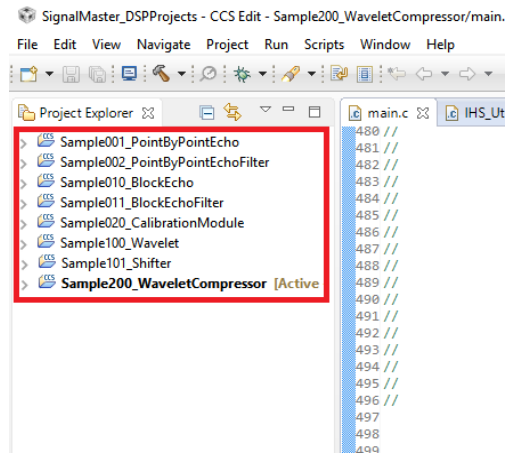 SignalMaster_DSPProjects - CCS Edit - Sample200_WaveletCompressor/main.
File Edit View Navigate Project Run Scripts Window Help
Project Explorer
main.c IHS_Ut
Sample001_PointByPointEcho
Sample002_PointByPointEchoFilter
Sample010_BlockEcho
Sample011_BlockEchoFilter
Sample020_CalibrationModule
Sample100_Wavelet
Sample101_Shifter
Sample200_WaveletCompressor [Active
480 //
481 //
482 //
483 //
484 //
485 //
486 //
487 //
488 //
489 //
490 //
491 //
492 //
493 //
494 //
495 //
496 //
497
498
499